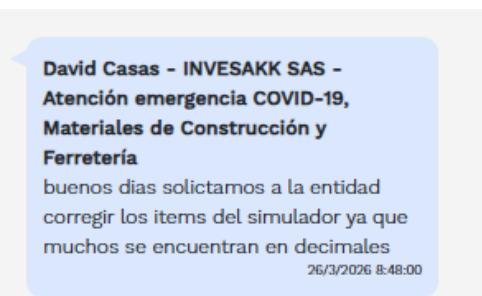 David Casas - INVESAKK SAS -
Atención emergencia COVID-19,
Materiales de Construcción y
Ferretería
buenos dias solictamos a la entidad
corregir los items del simulador ya que
muchos se encuentran en decimales
26/3/2026 8:48:00